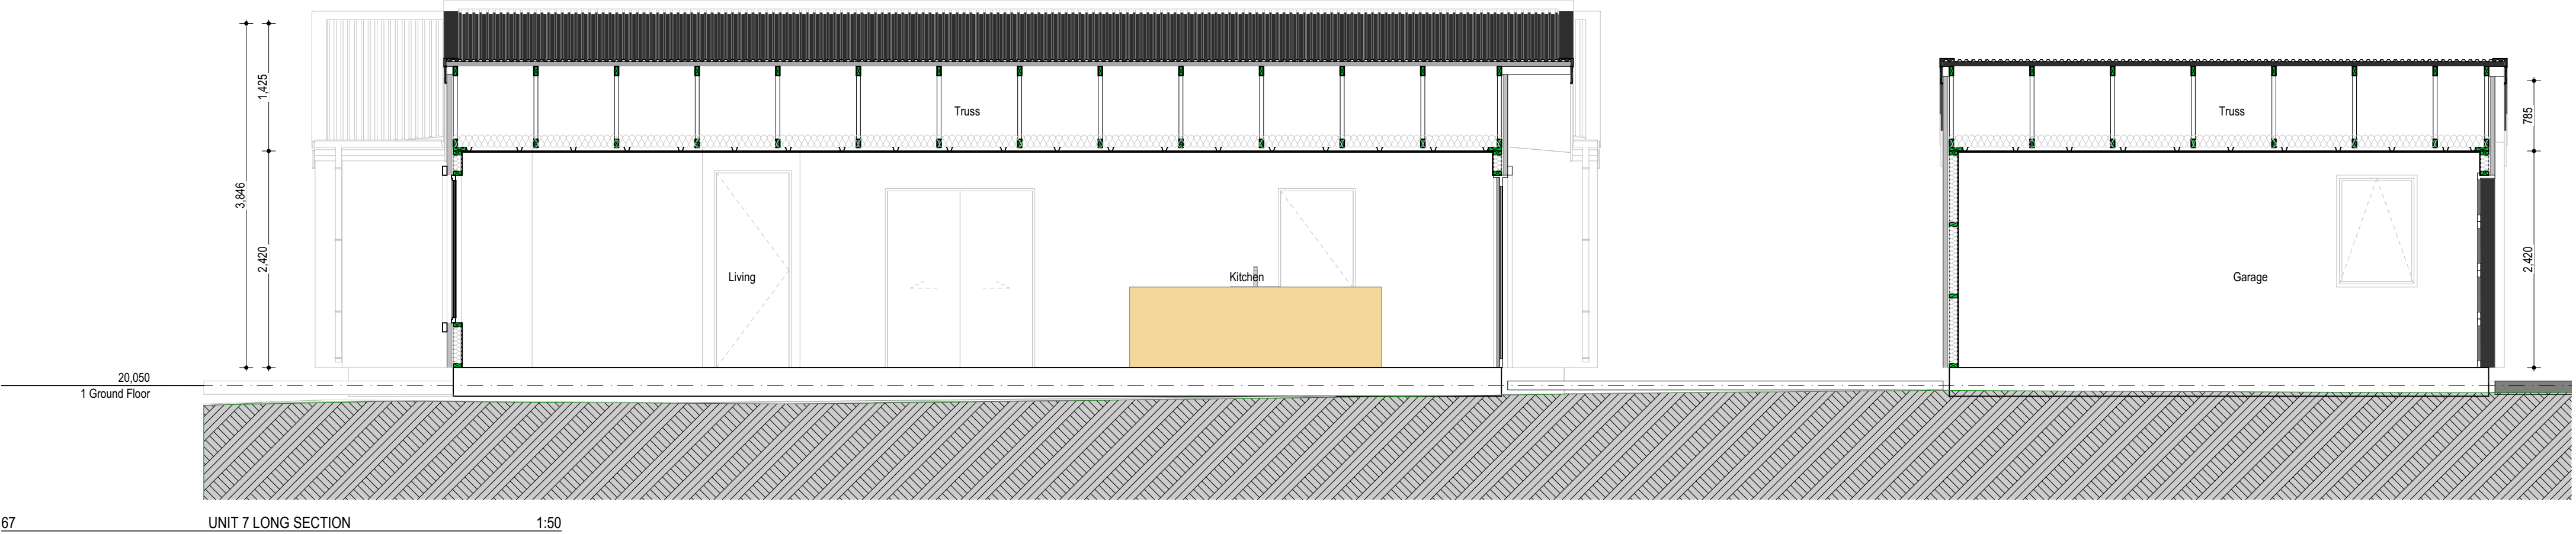 1,425
3,846
2,420
Truss
Living
Kitchen
Truss
785
2,420
Garage
20,050
1 Ground Floor
67 UNIT 7 LONG SECTION 1:50